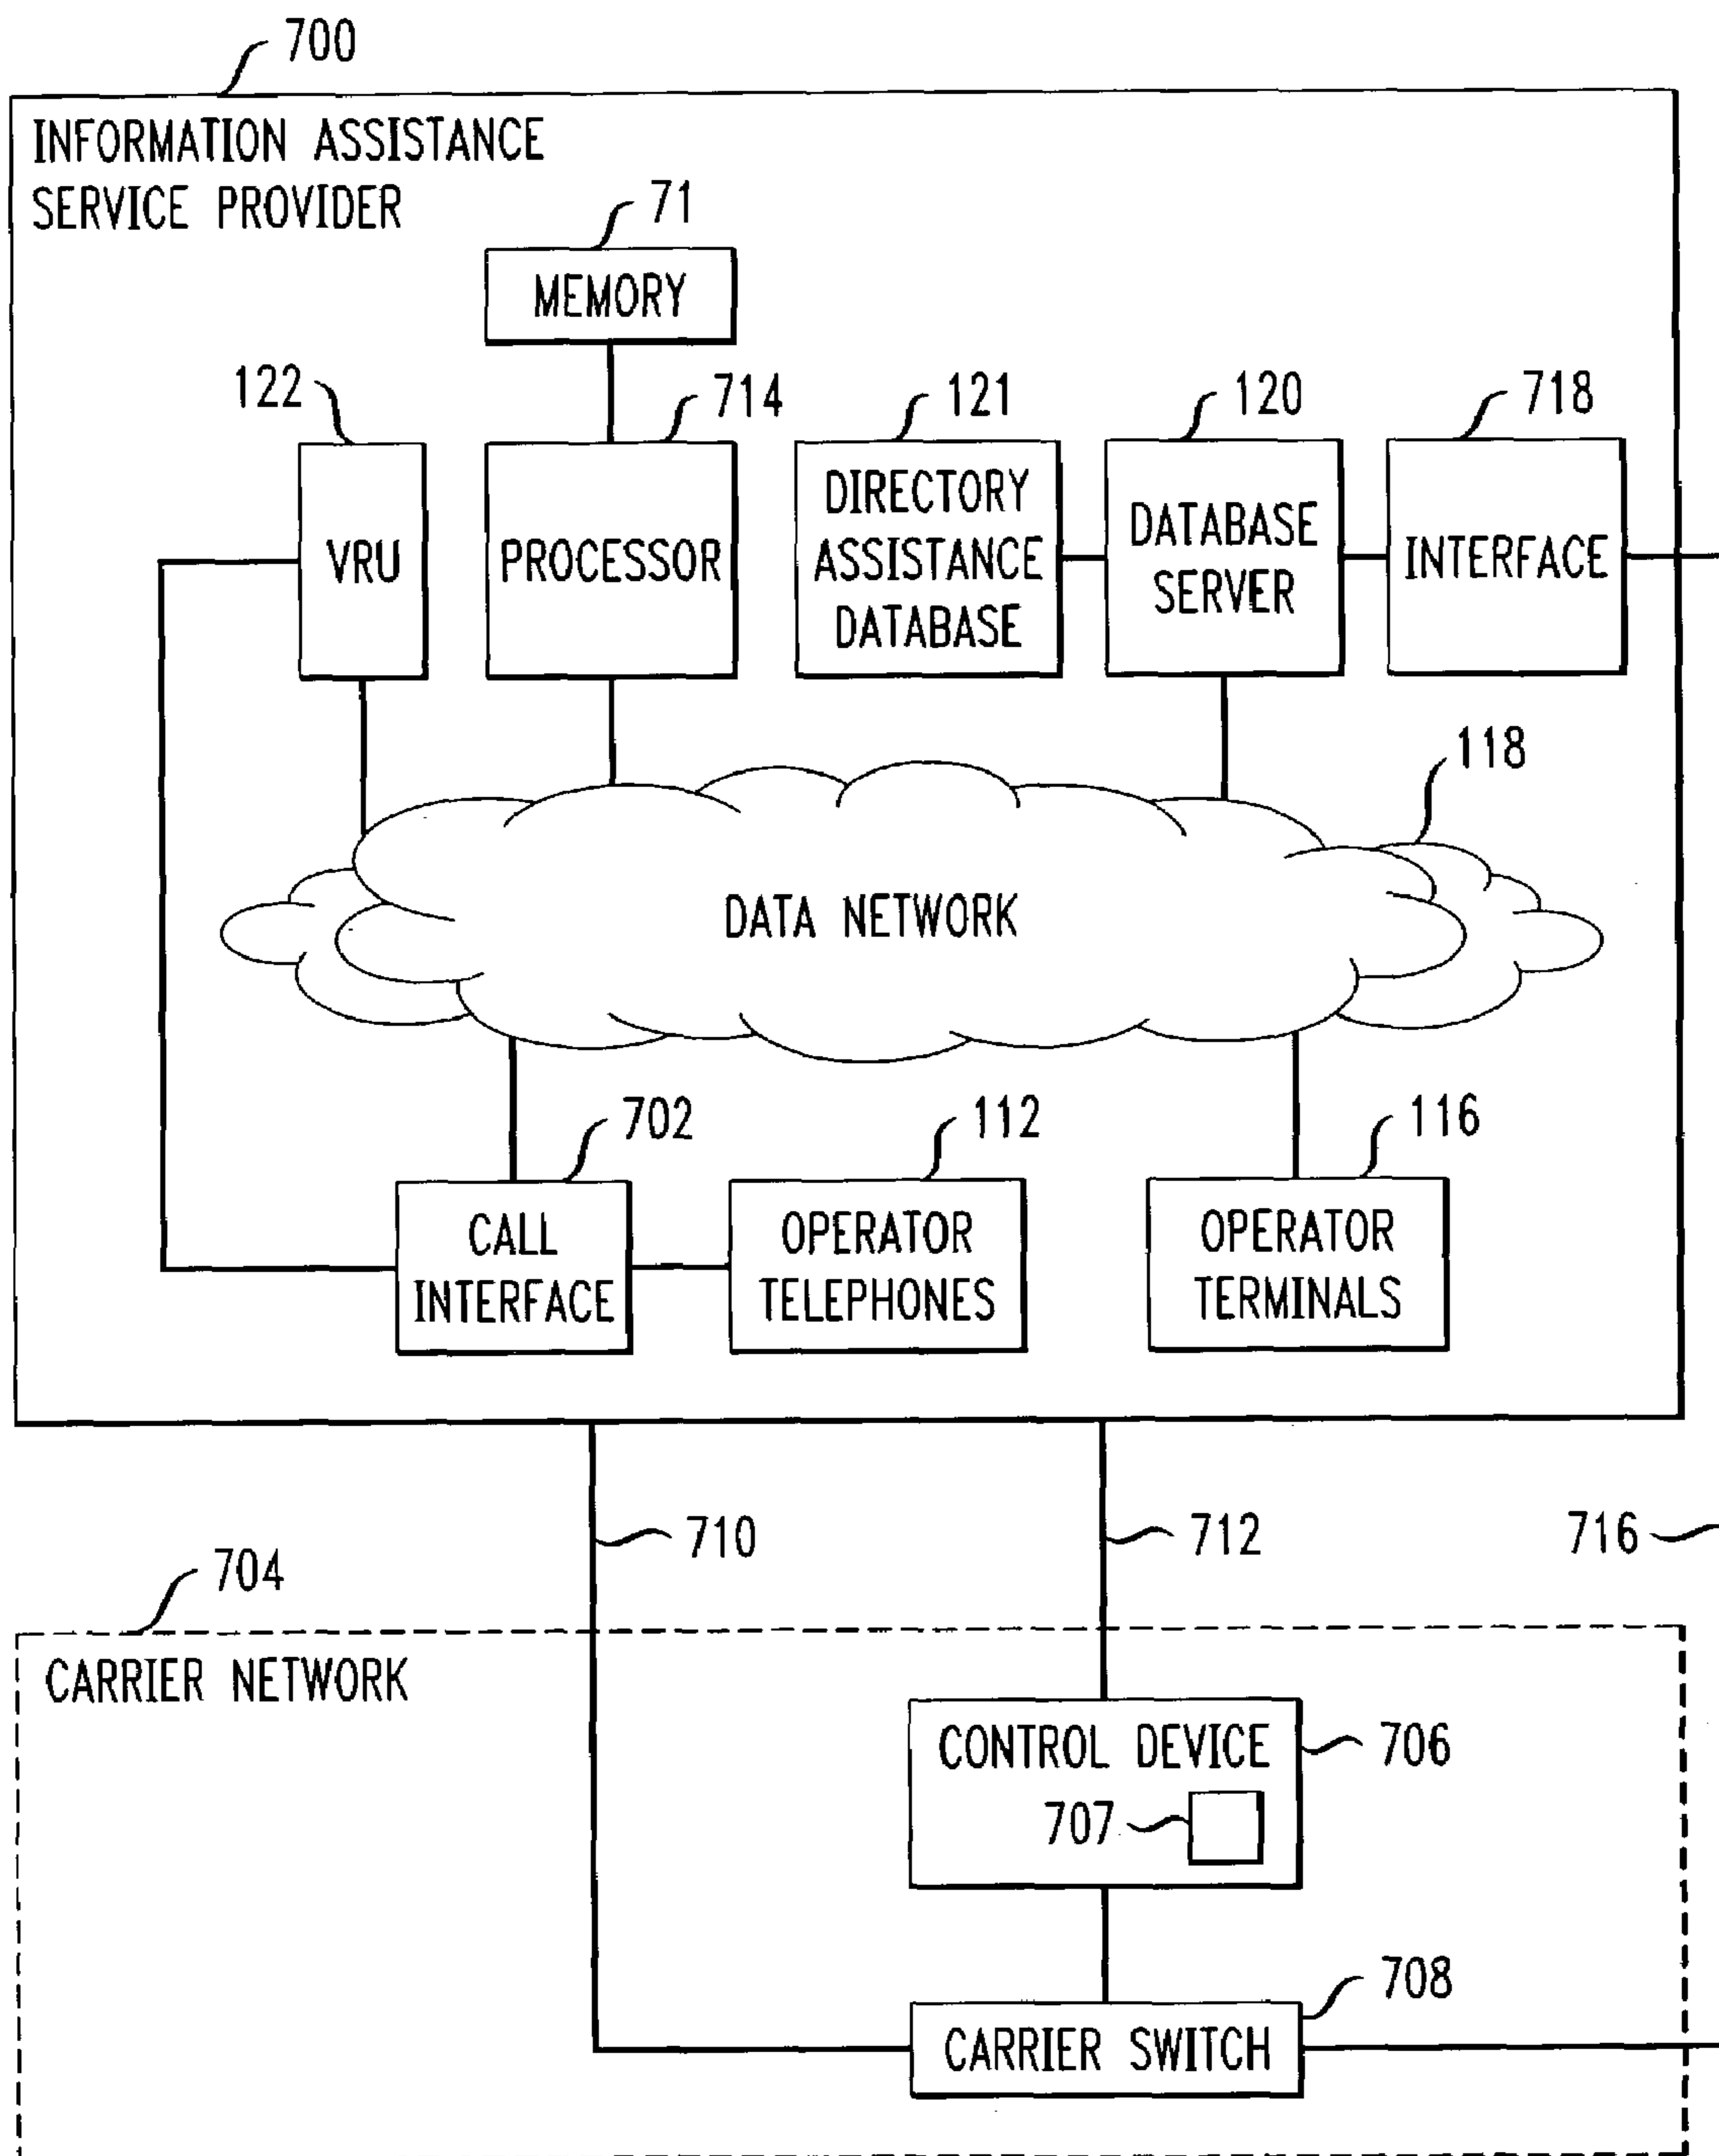 700
INFORMATION ASSISTANCE
SERVICE PROVIDER
71
MEMORY
122
714
121
120
718
VRU
PROCESSOR
DIRECTORY
ASSISTANCE
DATABASE
DATABASE
SERVER
INTERFACE
118
DATA NETWORK
702
112
116
CALL
INTERFACE
OPERATOR
TELEPHONES
OPERATOR
TERMINALS
710
712
716
704
CARRIER NETWORK
CONTROL DEVICE
706
707
708
CARRIER SWITCH